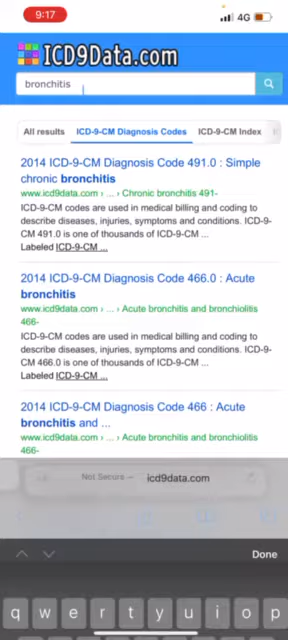 9:17
4G
ICD9Data.com
bronchitis
All results ICD-9-CM Diagnosis Codes ICD-9-CM Index
2014 ICD-9-CM Diagnosis Code 491.0 : Simple
chronic bronchitis
www.icd9data.com › ... › Chronic bronchitis 491-
ICD-9-CM codes are used in medical billing and coding to
describe diseases, injuries, symptoms and conditions. ICD-9-
CM 491.0 is one of thousands of ICD-9-CM ...
Labeled ICD-9-CM ...
2014 ICD-9-CM Diagnosis Code 466.0 : Acute
bronchitis
www.icd9data.com › ... › Acute bronchitis and bronchiolitis
466-
ICD-9-CM codes are used in medical billing and coding to
describe diseases, injuries, symptoms and conditions. ICD-9-
CM 466.0 is one of thousands of ICD-9-CM ...
Labeled ICD-9-CM ...
2014 ICD-9-CM Diagnosis Code 466 : Acute
bronchitis and ...
www.icd9data.com › ... › Acute bronchitis and bronchiolitis
466-
Not Secure — icd9data.com
Done
q w e r t y u i o p